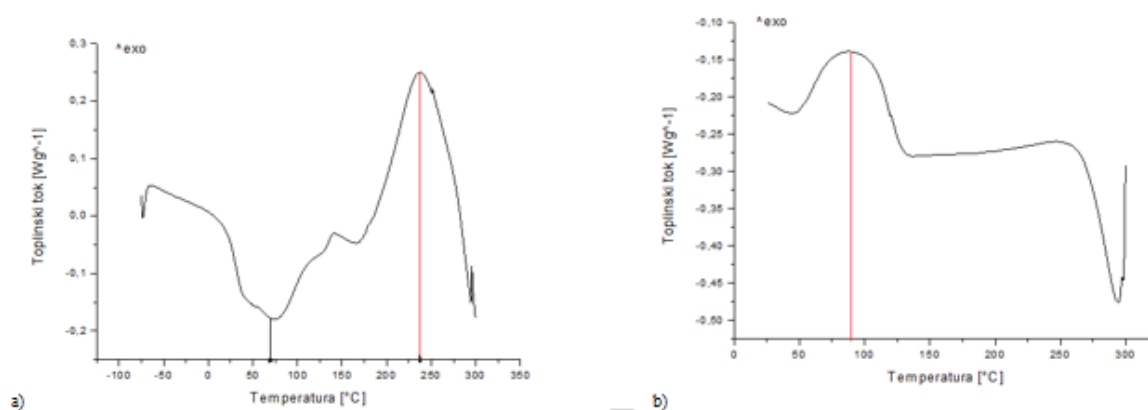 ^exo
0,3
0,2
0,1
0,0
-0,1
-0,2
Toplinski tok [Wg^-1]
-100 -50 0 50 100 150 200 250 300 350
Temperatura [°C]
a)
^exo
-0,10
-0,15
-0,20
-0,25
-0,30
-0,35
-0,40
-0,45
-0,50
Toplinski tok [Wg^-1]
0 50 100 150 200 250 300
Temperatura [°C]
b)